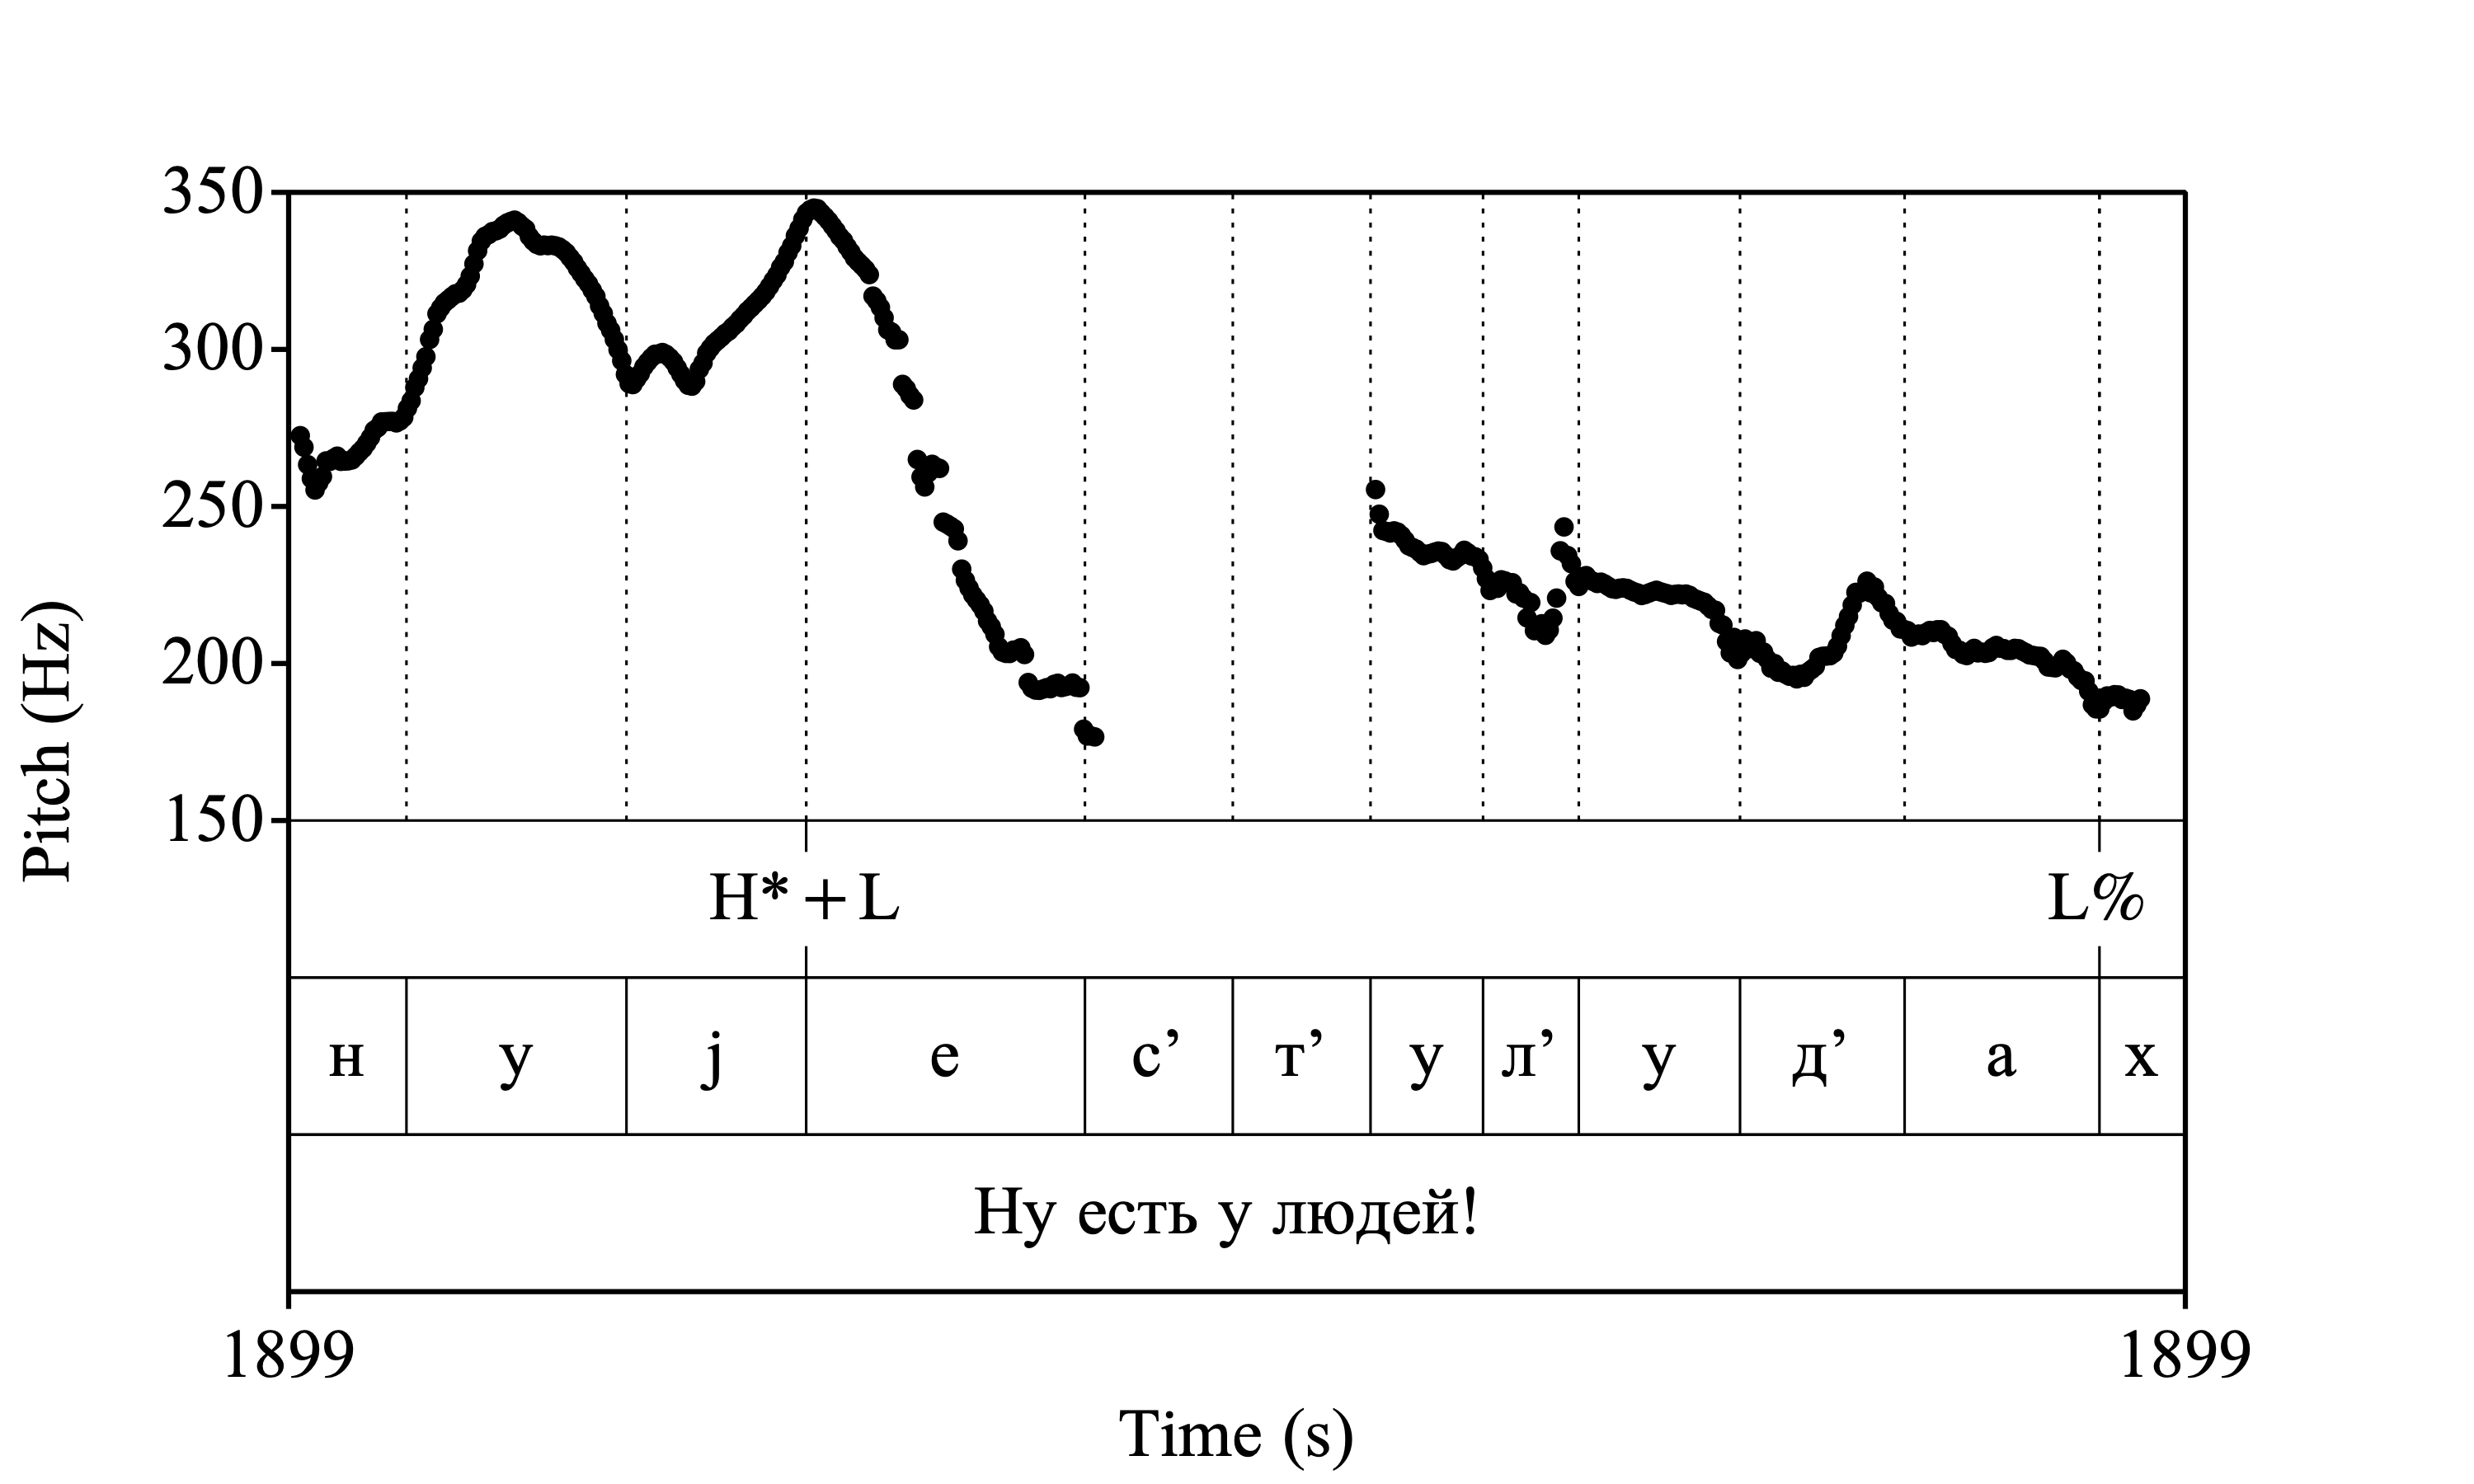 350
300
250
200
150
Pitch (Hz)
H*+L L%
н у j е с’ т’ у л’ у д’ а х
Ну есть у людей!
1899 1899
Time (s)